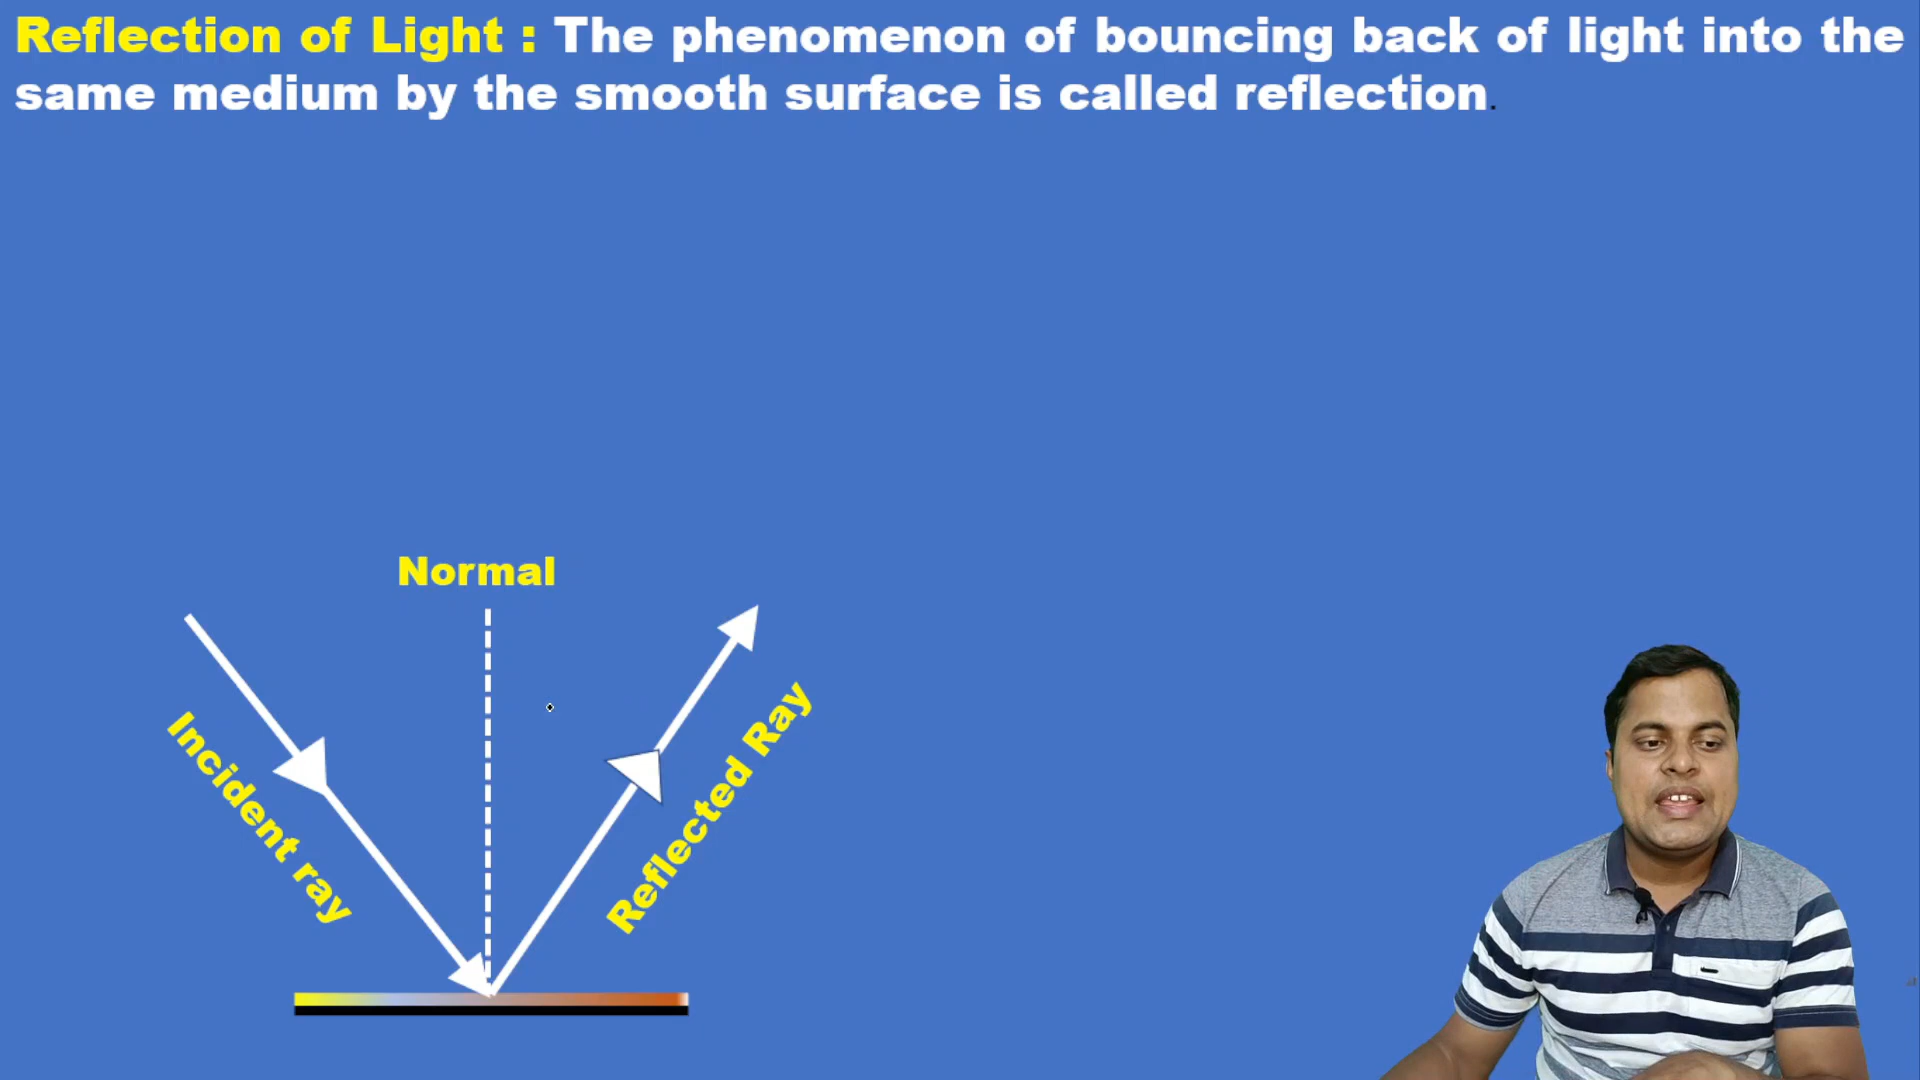 Reflection of Light : The phenomenon of bouncing back of light into the
same medium by the smooth surface is called reflection.
Normal
Incident ray
Reflected Ray